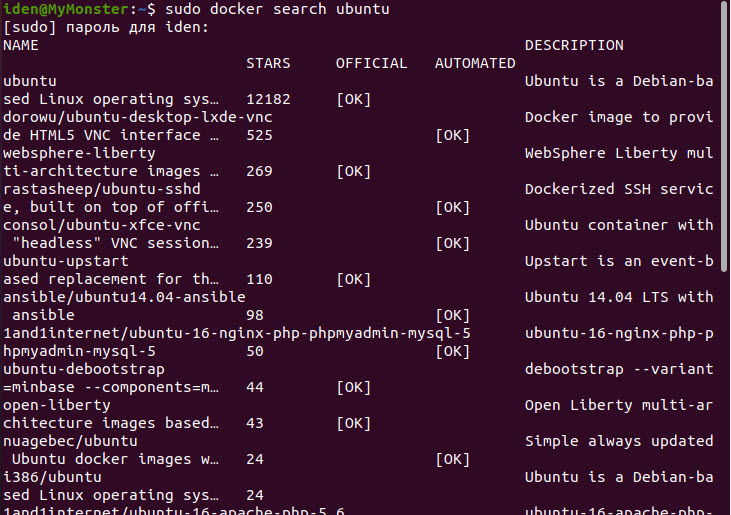 iden@MyMonster:~$ sudo docker search ubuntu
[sudo] пароль для iden:
NAME DESCRIPTION
STARS OFFICIAL AUTOMATED
ubuntu Ubuntu is a Debian-ba
sed Linux operating sys… 12182 [OK]
dorowu/ubuntu-desktop-lxde-vnc Docker image to provi
de HTML5 VNC interface … 525 [OK]
websphere-liberty WebSphere Liberty mul
ti-architecture images … 269 [OK]
rastasheep/ubuntu-sshd Dockerized SSH servic
e, built on top of offi… 250 [OK]
consol/ubuntu-xfce-vnc Ubuntu container with
"headless" VNC session… 239 [OK]
ubuntu-upstart Upstart is an event-b
ased replacement for th… 110 [OK]
ansible/ubuntu14.04-ansible Ubuntu 14.04 LTS with
ansible 98 [OK]
1and1internet/ubuntu-16-nginx-php-phpmyadmin-mysql-5 ubuntu-16-nginx-php-p
hpmyadmin-mysql-5 50 [OK]
ubuntu-debootstrap debootstrap --variant
=minbase --components=m… 44 [OK]
open-liberty Open Liberty multi-ar
chitecture images based… 43 [OK]
nuagebec/ubuntu Simple always updated
Ubuntu docker images w… 24 [OK]
i386/ubuntu Ubuntu is a Debian-ba
sed Linux operating sys… 24
1and1internet/ubuntu-16-apache-php-5.6 ubuntu-16-apache-php-